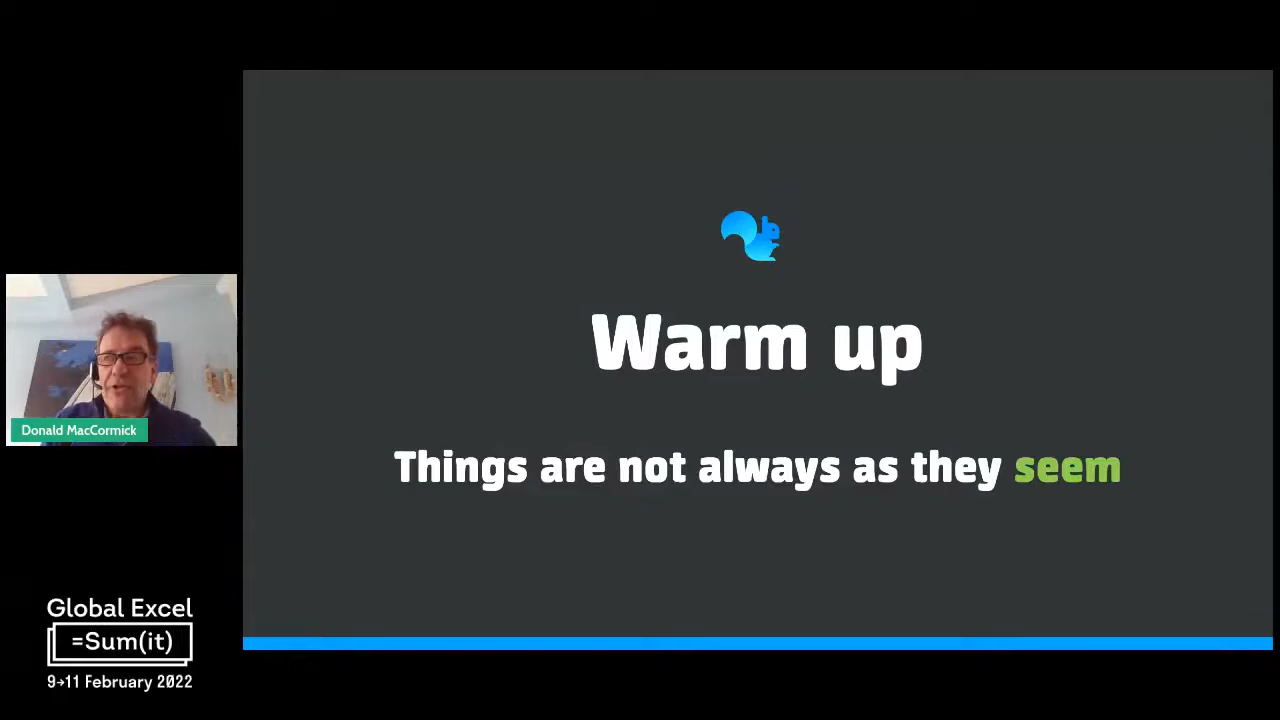 Warm up
Things are not always as they seem
Donald MacCormick
Global Excel
=Sum(it)
9→11 February 2022